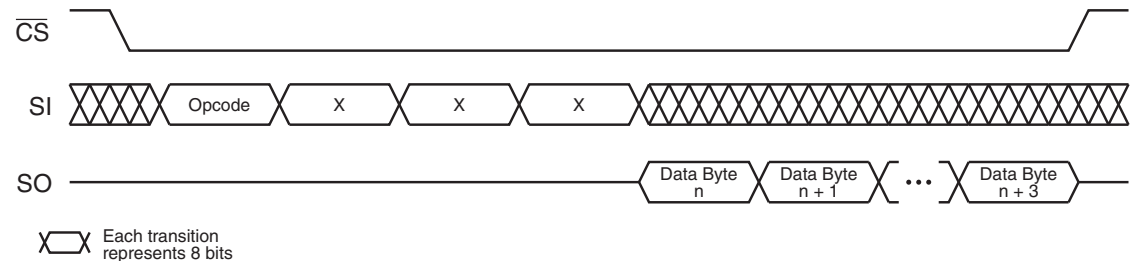 CS
SI
Opcode
X
X
X
SO
Data Byte
n
Data Byte
n + 1
•••
Data Byte
n + 3
Each transition
represents 8 bits